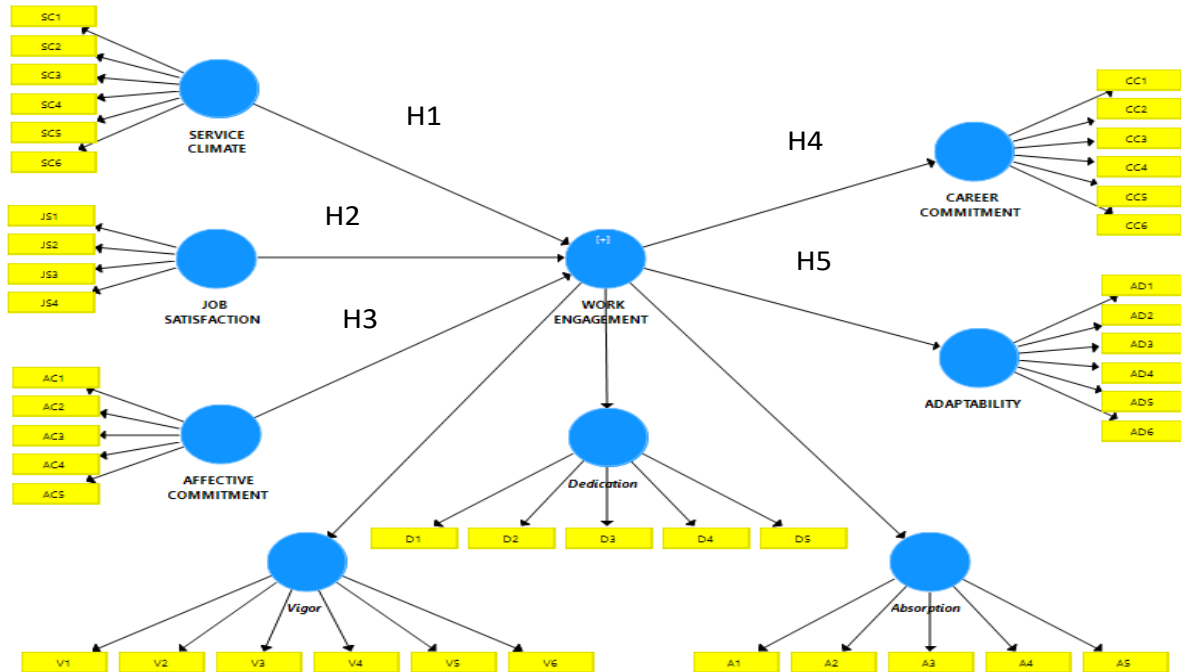 SC1
SC2
SC3
SC4
SC5
SC6
SERVICE
CLIMATE
H1
JS1
JS2
JS3
JS4
JOB
SATISFACTION
H2
AC1
AC2
AC3
AC4
AC5
AFFECTIVE
COMMITMENT
H3
[+]
WORK
ENGAGEMENT
H4
CC1
CC2
CC3
CC4
CC5
CC6
CAREER
COMMITMENT
H5
AD1
AD2
AD3
AD4
AD5
AD6
ADAPTABILITY
Dedication
D1
D2
D3
D4
D5
Vigor
V1
V2
V3
V4
V5
V6
Absorption
A1
A2
A3
A4
A5